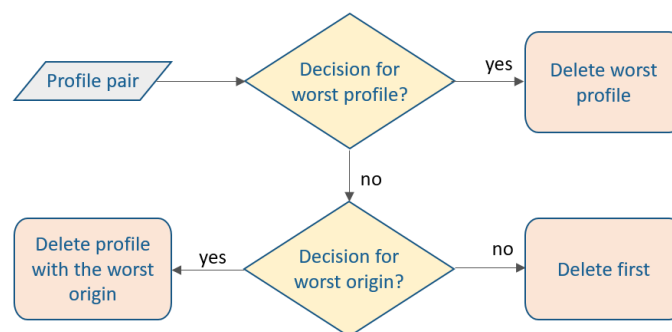 Profile pair
Decision for
worst profile?
yes
Delete worst
profile
no
Delete profile
with the worst
origin
yes
Decision for
worst origin?
no
Delete first